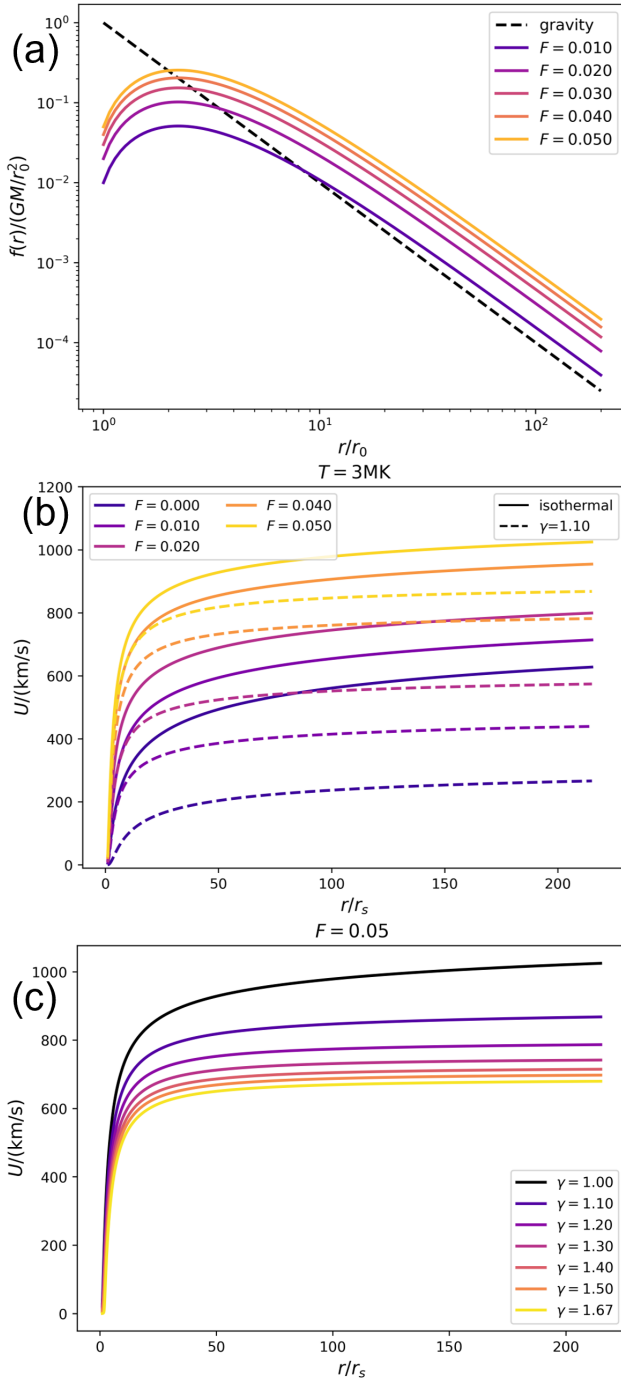 (a)
gravity
F = 0.010
F = 0.020
F = 0.030
F = 0.040
F = 0.050
f(r)/(GM/r₀²)
10⁰
10⁻¹
10⁻²
10⁻³
10⁻⁴
10⁰ 10¹ 10²
r/r₀
T = 3MK
(b)
F = 0.000
F = 0.010
F = 0.020
F = 0.040
F = 0.050
isothermal
γ=1.10
U/(km/s)
1200
1000
800
600
400
200
0
0 50 100 150 200
r/rₛ
F = 0.05
(c)
U/(km/s)
1000
800
600
400
200
0
γ = 1.00
γ = 1.10
γ = 1.20
γ = 1.30
γ = 1.40
γ = 1.50
γ = 1.67
0 50 100 150 200
r/rₛ